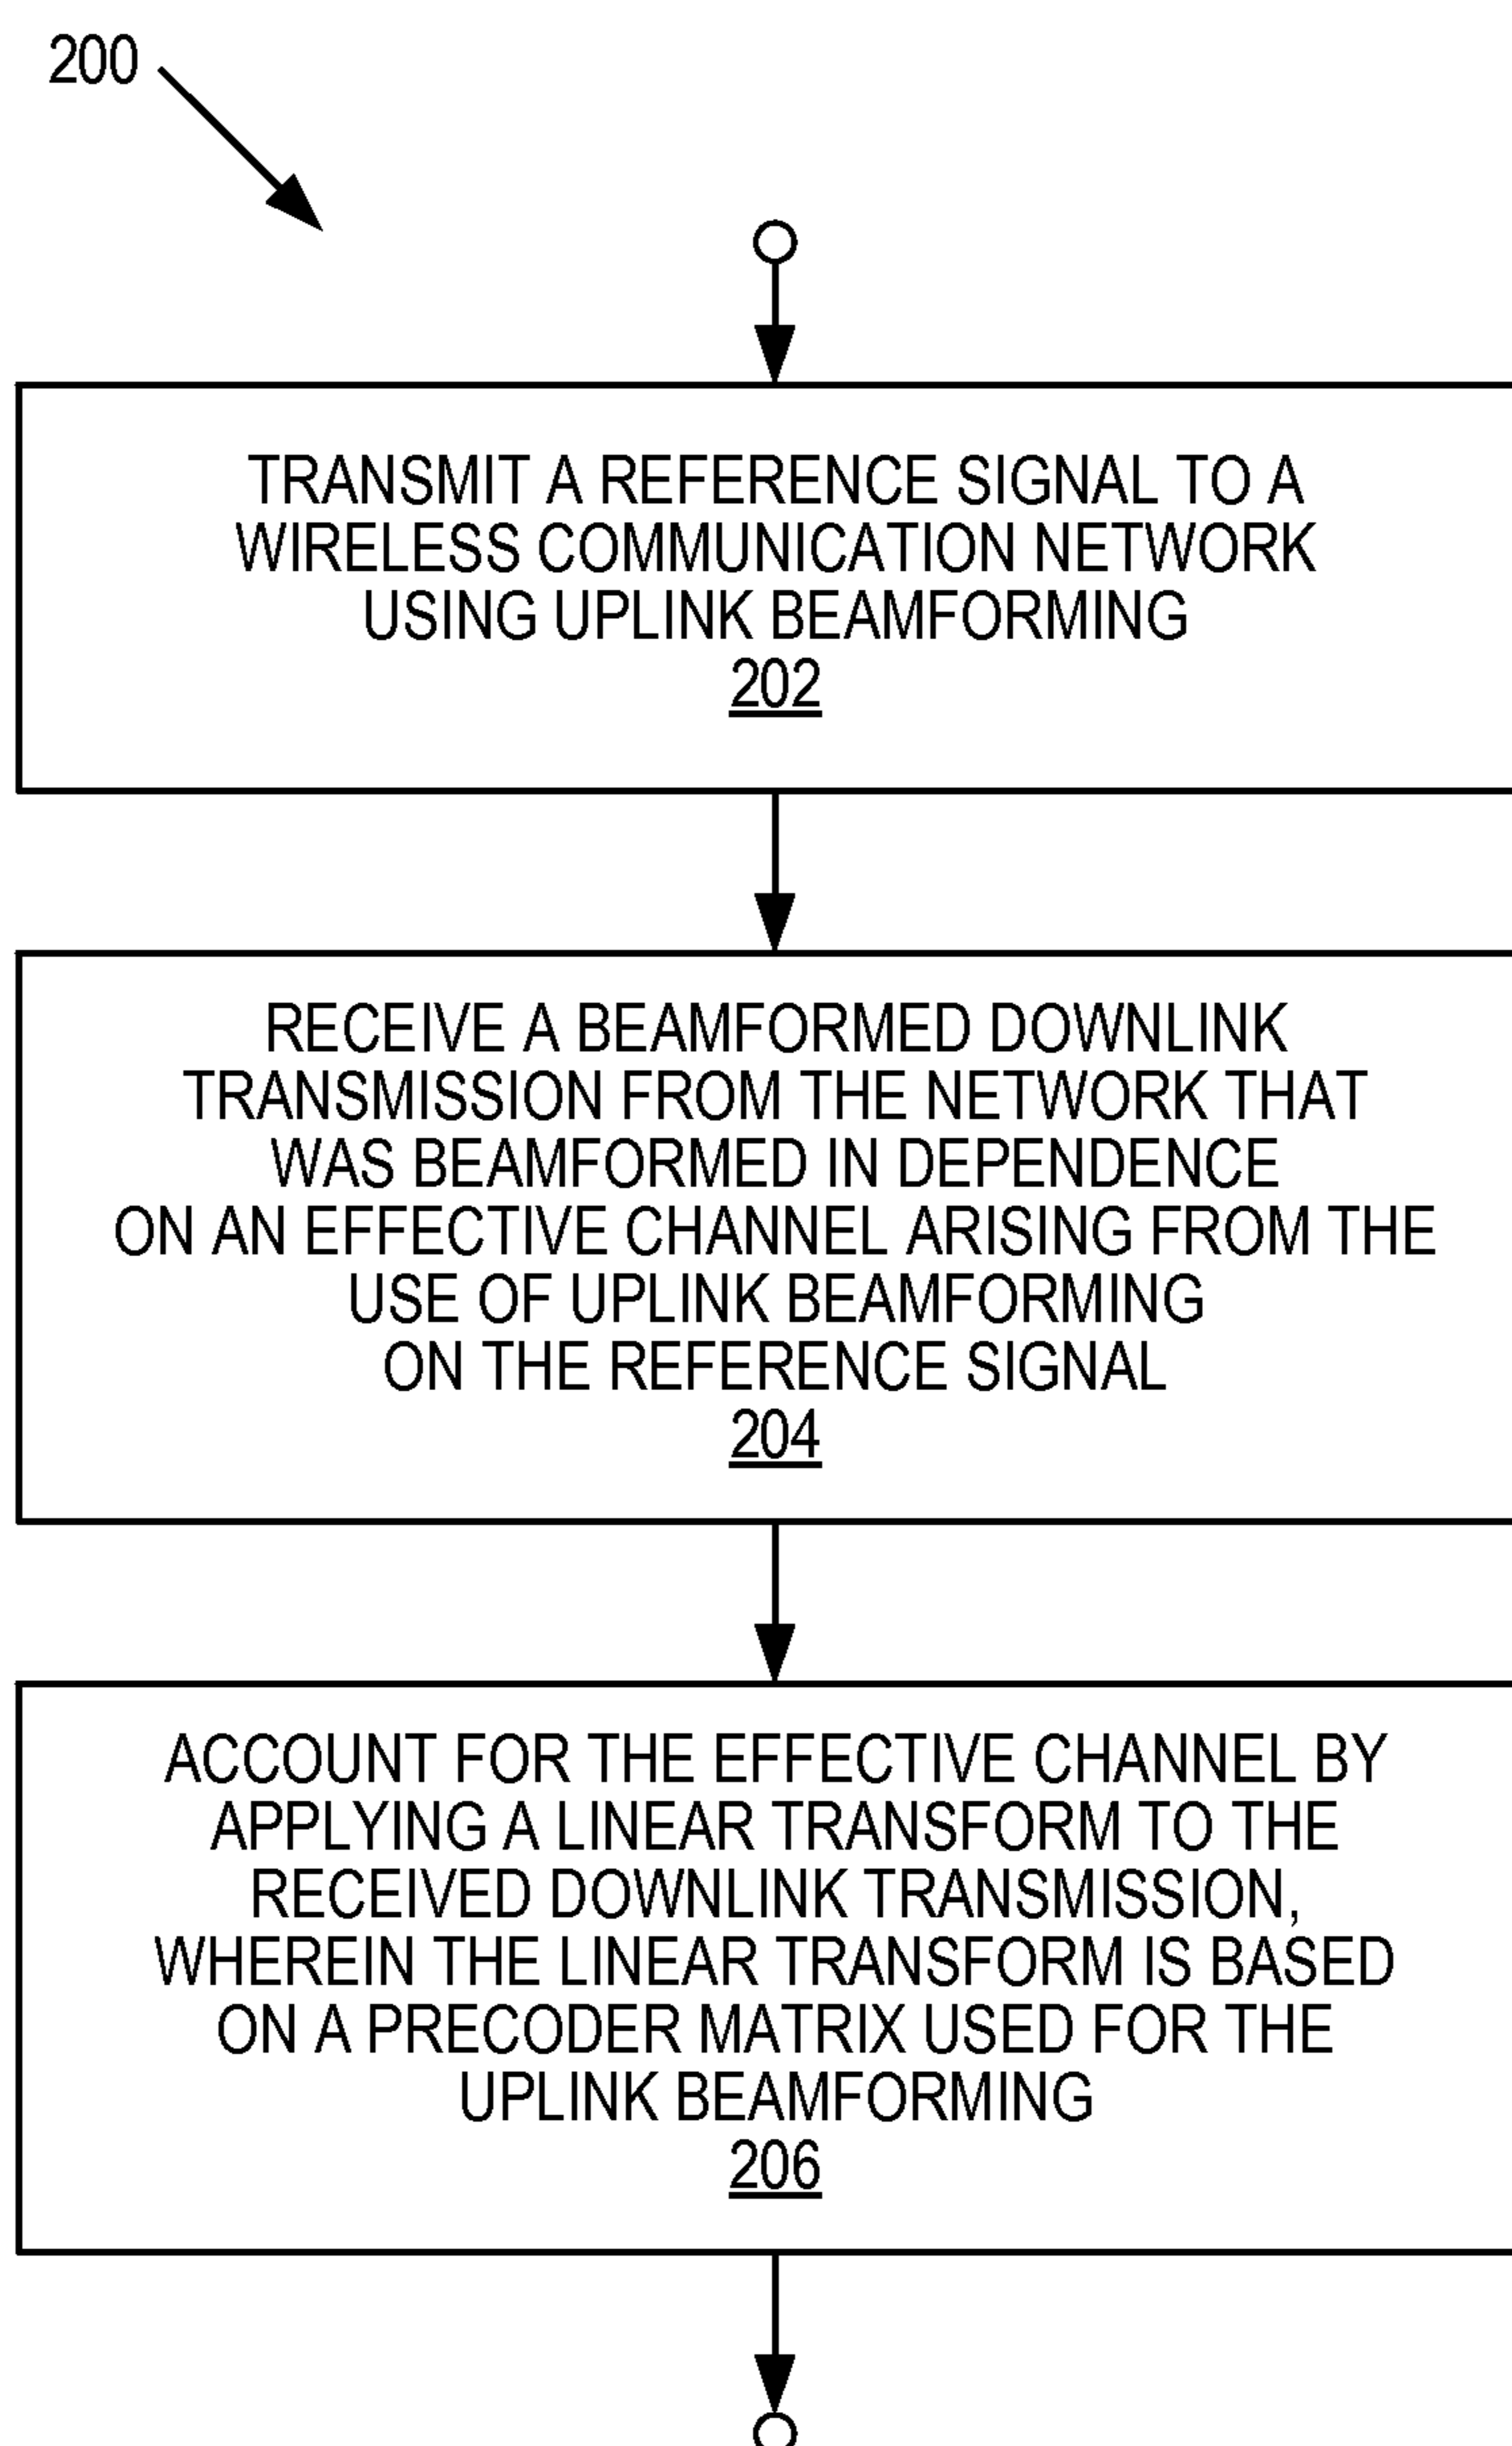 200
TRANSMIT A REFERENCE SIGNAL TO A
WIRELESS COMMUNICATION NETWORK
USING UPLINK BEAMFORMING
202
RECEIVE A BEAMFORMED DOWNLINK
TRANSMISSION FROM THE NETWORK THAT
WAS BEAMFORMED IN DEPENDENCE
ON AN EFFECTIVE CHANNEL ARISING FROM THE
USE OF UPLINK BEAMFORMING
ON THE REFERENCE SIGNAL
204
ACCOUNT FOR THE EFFECTIVE CHANNEL BY
APPLYING A LINEAR TRANSFORM TO THE
RECEIVED DOWNLINK TRANSMISSION,
WHEREIN THE LINEAR TRANSFORM IS BASED
ON A PRECODER MATRIX USED FOR THE
UPLINK BEAMFORMING
206